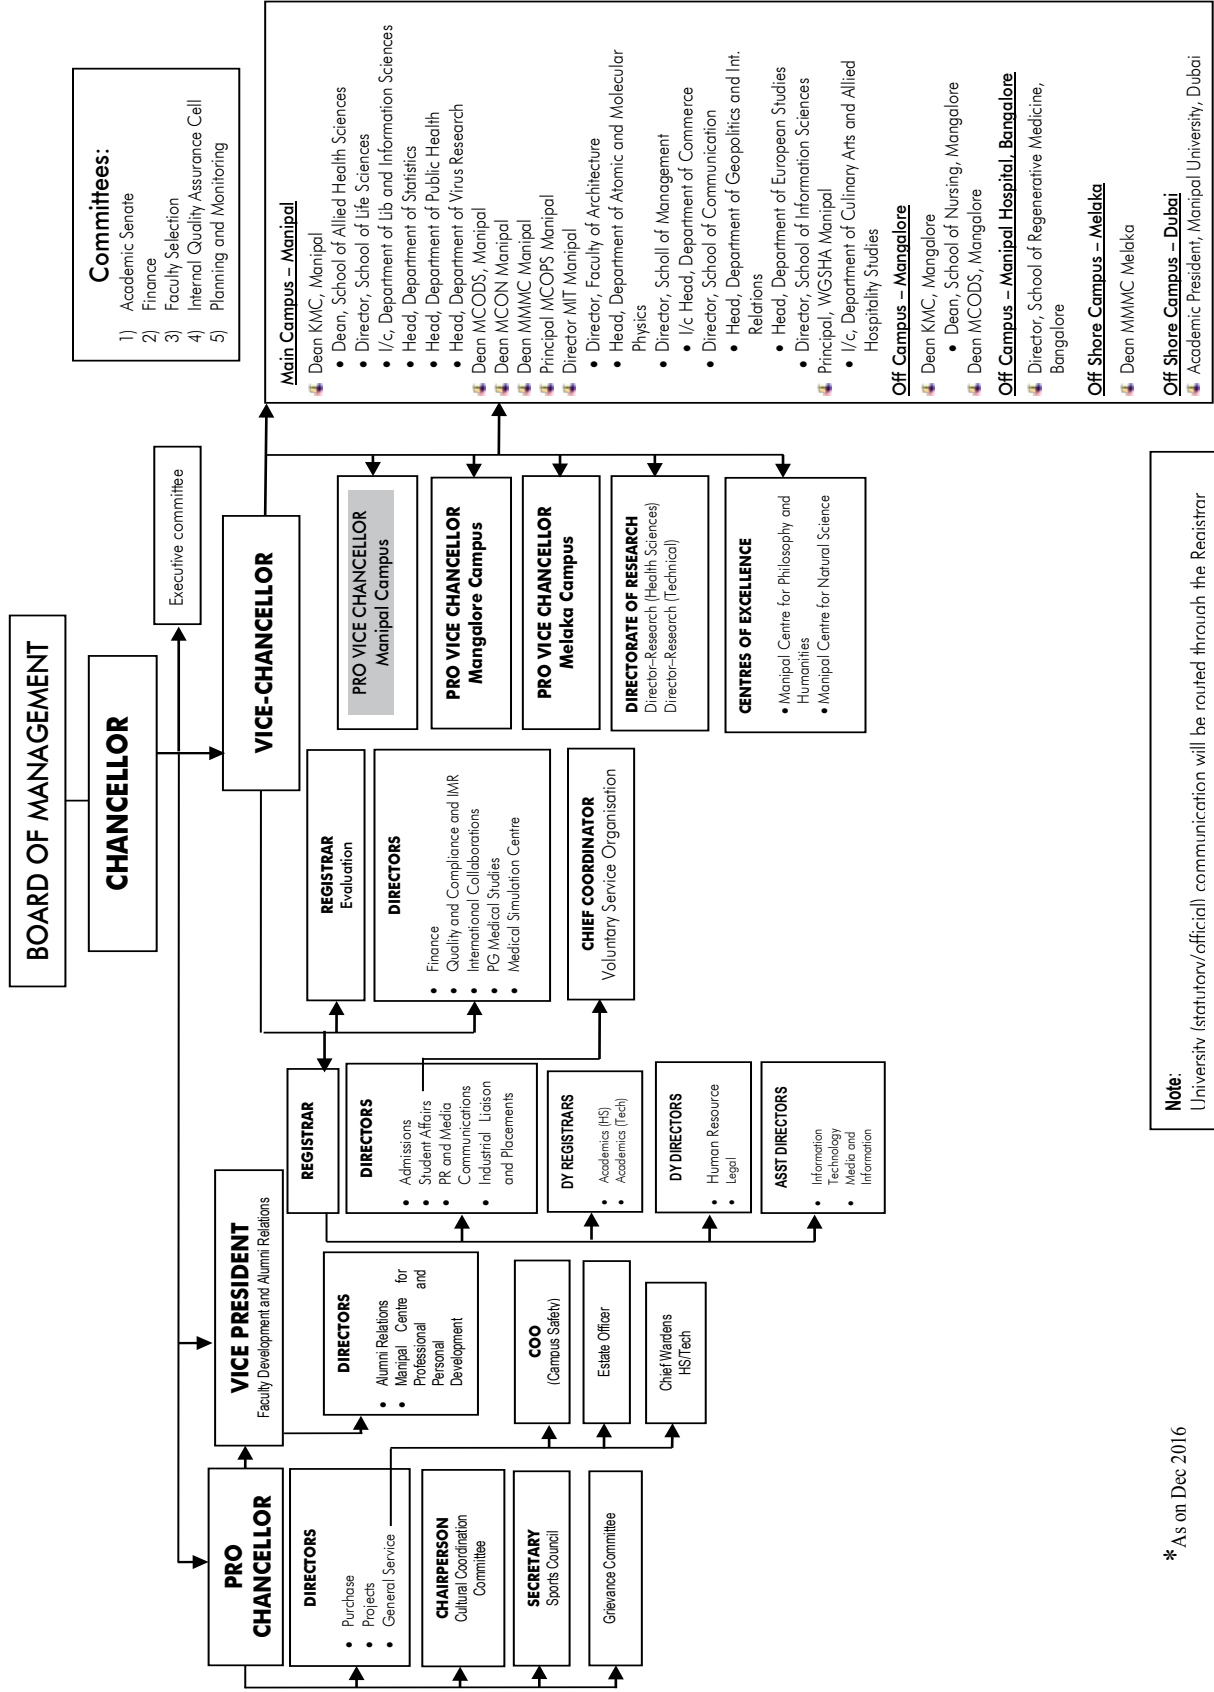 BOARD OF MANAGEMENT
CHANCELLOR
Executive committee
Committees:
1) Academic Senate
2) Finance
3) Faculty Selection
4) Internal Quality Assurance Cell
5) Planning and Monitoring
PRO
CHANCELLOR
VICE PRESIDENT
Faculty Development and Alumni Relations
VICE-CHANCELLOR
DIRECTORS
• Purchase
• Projects
• General Service
CHAIRPERSON
Cultural Coordination
Committee
SECRETARY
Sports Council
Grievance Committee
DIRECTORS
• Alumni Relations
• Manipal Centre for
Professional and
Personal
Development
COO
(Campus Safety)
Estate Officer
Chief Wardens
HS/Tech
REGISTRAR
DIRECTORS
• Admissions
• Student Affairs
• PR and Media
Communications
• Industrial Liaison
and Placements
DY REGISTRARS
• Academics (HS)
• Academics (Tech)
DY DIRECTORS
• Human Resource
• Legal
ASST DIRECTORS
• Information
Technology
• Media and
Information
REGISTRAR
Evaluation
DIRECTORS
• Finance
• Quality and Compliance and IMR
• International Collaborations
• PG Medical Studies
• Medical Simulation Centre
CHIEF COORDINATOR
Voluntary Service Organisation
PRO VICE CHANCELLOR
Manipal Campus
PRO VICE CHANCELLOR
Mangalore Campus
PRO VICE CHANCELLOR
Melaka Campus
DIRECTORATE OF RESEARCH
Director–Research (Health Sciences)
Director–Research (Technical)
CENTRES OF EXCELLENCE
• Manipal Centre for Philosophy and
Humanities
• Manipal Centre for Natural Science
Main Campus – Manipal
Dean KMC, Manipal
• Dean, School of Allied Health Sciences
• Director, School of Life Sciences
• I/c, Department of Lib and Information Sciences
• Head, Department of Statistics
• Head, Department of Public Health
• Head, Department of Virus Research
Dean MCODS, Manipal
Dean MCON Manipal
Dean MMMC Manipal
Principal MCOPS Manipal
Director MIT Manipal
• Director, Faculty of Architecture
• Head, Department of Atomic and Molecular
Physics
• Director, Scholl of Management
• I/c Head, Department of Commerce
• Director, School of Communication
• Head, Department of Geopolitics and Int.
Relations
• Head, Department of European Studies
• Director, School of Information Sciences
Principal, WGSHA Manipal
• I/c, Department of Culinary Arts and Allied
Hospitality Studies
Off Campus – Mangalore
Dean KMC, Mangalore
• Dean, School of Nursing, Mangalore
Dean MCODS, Mangalore
Off Campus – Manipal Hospital, Bangalore
Director, School of Regenerative Medicine,
Bangalore
Off Shore Campus – Melaka
Dean MMMC Melaka
Off Shore Campus – Dubai
Academic President, Manipal University, Dubai
Note:
University (statutory/official) communication will be routed through the Registrar
*As on Dec 2016